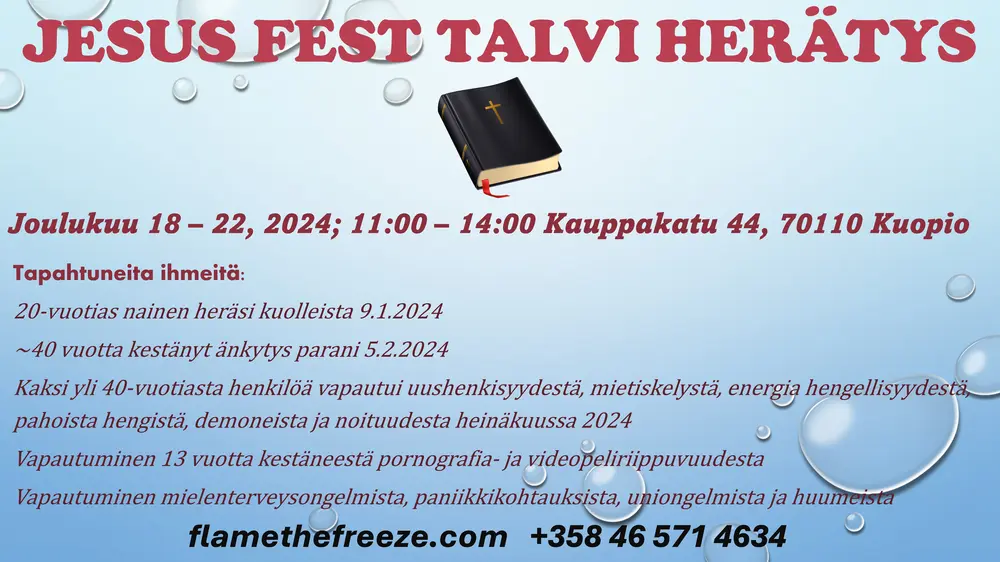 JESUS FEST TALVI HERÄTYS
Joulukuu 18 – 22, 2024; 11:00 – 14:00 Kauppakatu 44, 70110 Kuopio
Tapahtuneita ihmeitä:
20-vuotias nainen heräsi kuolleista 9.1.2024
~40 vuotta kestänyt änkytys parani 5.2.2024
Kaksi yli 40-vuotiasta henkilöä vapautui uushenkisyydestä, mietiskelystä, energia hengellisyydestä,
pahoista hengistä, demoneista ja noituudesta heinäkuussa 2024
Vapautuminen 13 vuotta kestäneestä pornografia- ja videopeliriippuvuudesta
Vapautuminen mielenterveysongelmista, paniikkikohtauksista, uniongelmista ja huumeista
flamethefreeze.com +358 46 571 4634